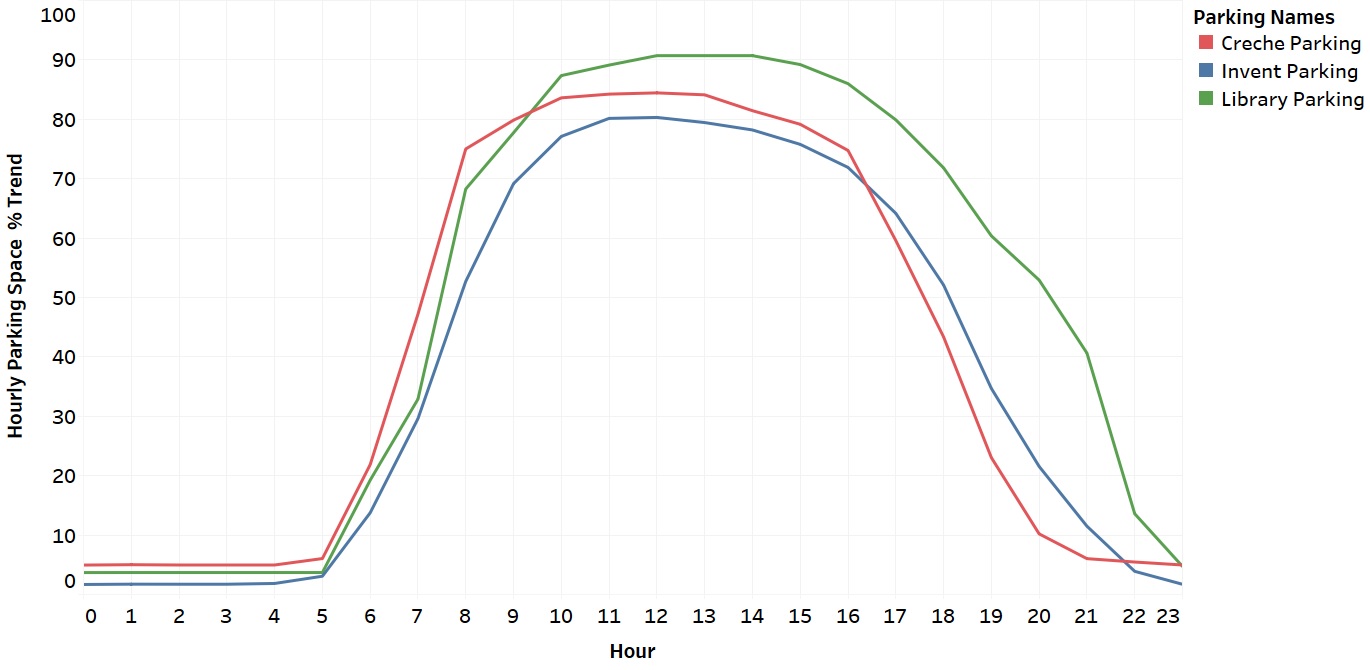 Hourly Parking Space % Trend
100
90
80
70
60
50
40
30
20
10
0
0 1 2 3 4 5 6 7 8 9 10 11 12 13 14 15 16 17 18 19 20 21 22 23
Hour
Parking Names
Creche Parking
Invent Parking
Library Parking